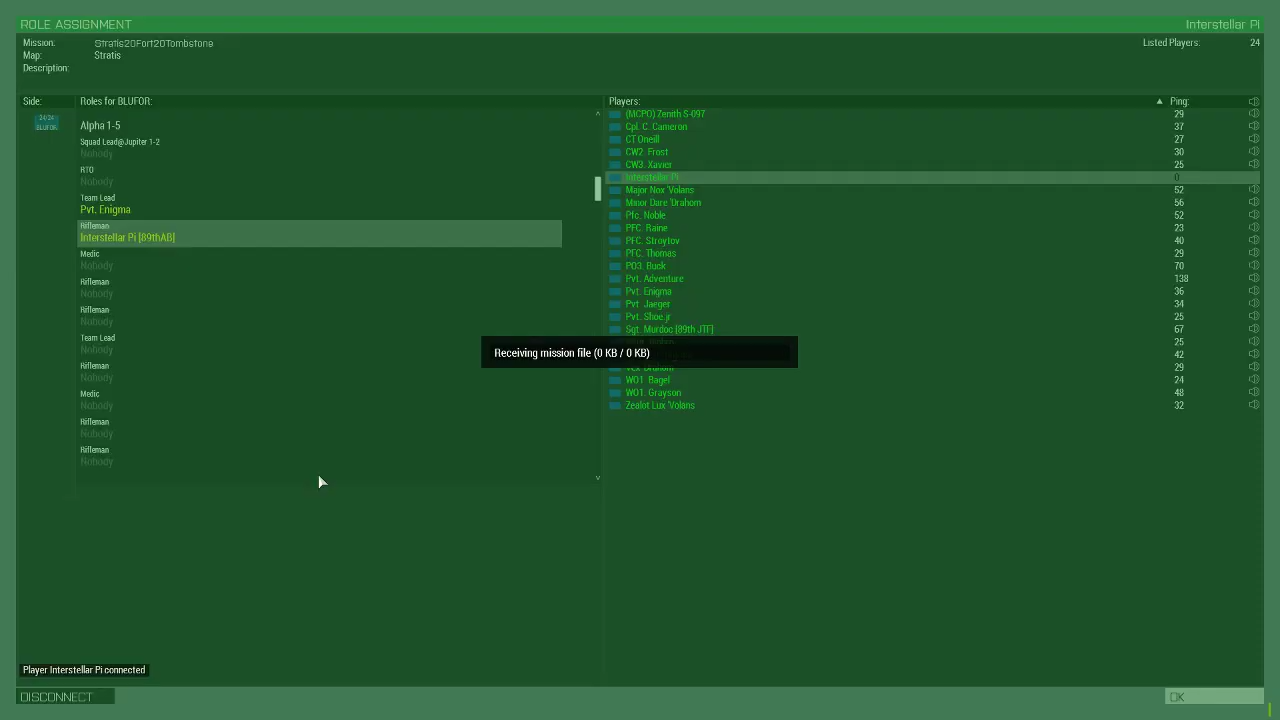 ROLE ASSIGNMENT
Interstellar Pi
Mission: Stratis20Fort20Tombstone
Listed Players: 24
Map: Stratis
Description:
Side:
24/24
BLUFOR
Roles for BLUFOR:
Alpha 1-5
Squad Lead@Jupiter 1-2
Nobody
RTO
Nobody
Team Lead
Pvt. Enigma
Rifleman
Interstellar Pi [89thAB]
Medic
Nobody
Rifleman
Nobody
Rifleman
Nobody
Team Lead
Nobody
Rifleman
Nobody
Medic
Nobody
Rifleman
Nobody
Rifleman
Nobody
Players: Ping:
(MCPO) Zenith S-097 29
Cpl. C. Cameron 37
CT Oneill 27
CW2. Frost 30
CW3. Xavier 25
Interstellar Pi 0
Major Nox 'Volans 52
Minor Dare 'Drahom 56
Pfc. Noble 52
PFC. Raine 23
PFC. Stroytov 40
PFC. Thomas 29
PO3. Buck 70
Pvt. Adventure 138
Pvt. Enigma 36
Pvt. Jaeger 34
Pvt. Shoe.jr 25
Sgt. Murdoc [89th JTF] 67
25
42
29
WO1. Bagel 24
WO1. Grayson 48
Zealot Lux 'Volans 32
Receiving mission file (0 KB / 0 KB)
Player Interstellar Pi connected
DISCONNECT
OK